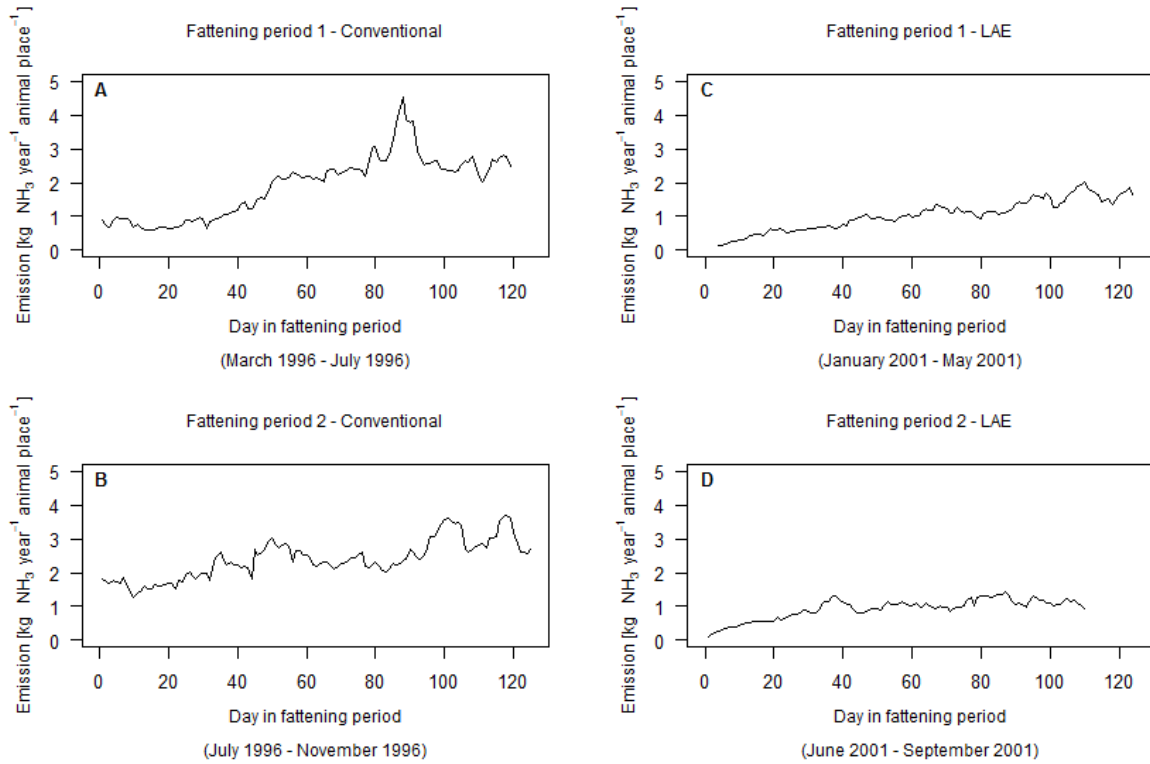 Fattening period 1 - Conventional
A
Emission [kg NH₃ year⁻¹ animal place⁻¹]
5
4
3
2
1
0
0 20 40 60 80 100 120
Day in fattening period
(March 1996 - July 1996)
Fattening period 1 - LAE
C
Emission [kg NH₃ year⁻¹ animal place⁻¹]
5
4
3
2
1
0
0 20 40 60 80 100 120
Day in fattening period
(January 2001 - May 2001)
Fattening period 2 - Conventional
B
Emission [kg NH₃ year⁻¹ animal place⁻¹]
5
4
3
2
1
0
0 20 40 60 80 100 120
Day in fattening period
(July 1996 - November 1996)
Fattening period 2 - LAE
D
Emission [kg NH₃ year⁻¹ animal place⁻¹]
5
4
3
2
1
0
0 20 40 60 80 100 120
Day in fattening period
(June 2001 - September 2001)